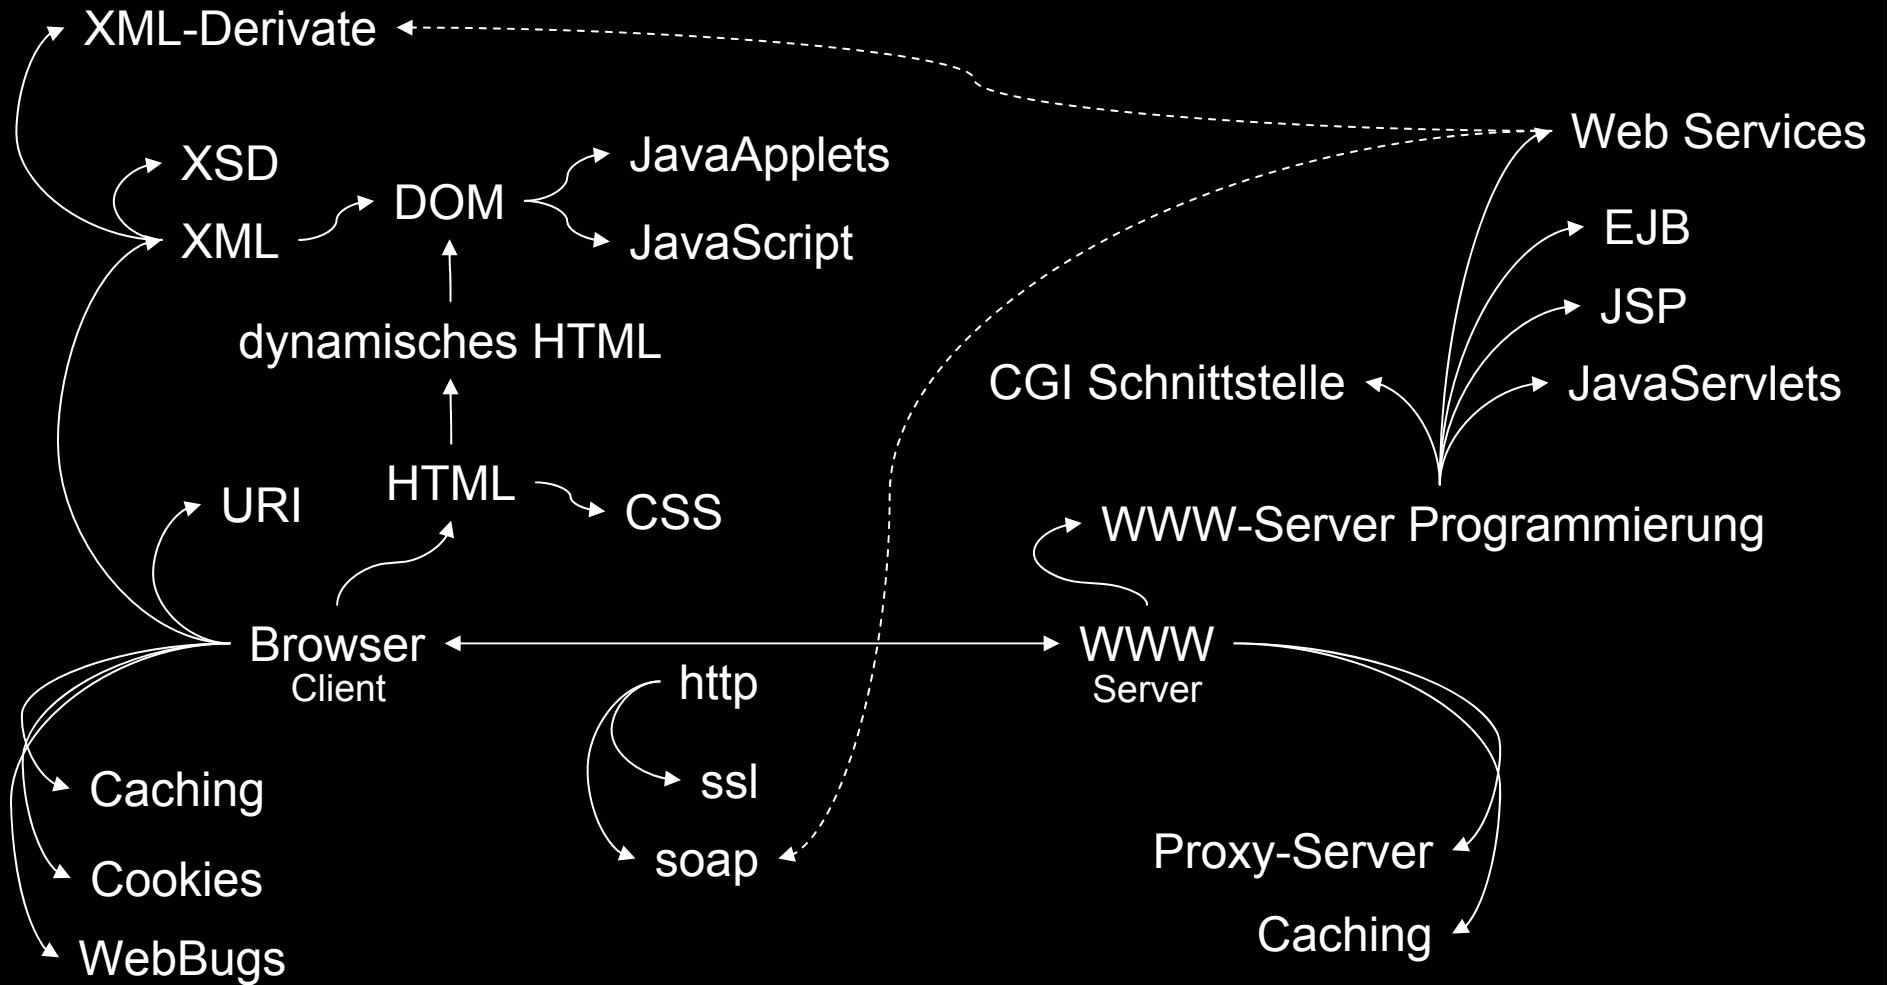 XML-Derivate
Web Services
XSD
JavaApplets
DOM
XML
JavaScript
EJB
JSP
dynamisches HTML
CGI Schnittstelle
JavaServlets
HTML
URI
CSS
WWW-Server Programmierung
Browser
Client
WWW
Server
http
ssl
Caching
soap
Proxy-Server
Cookies
Caching
WebBugs